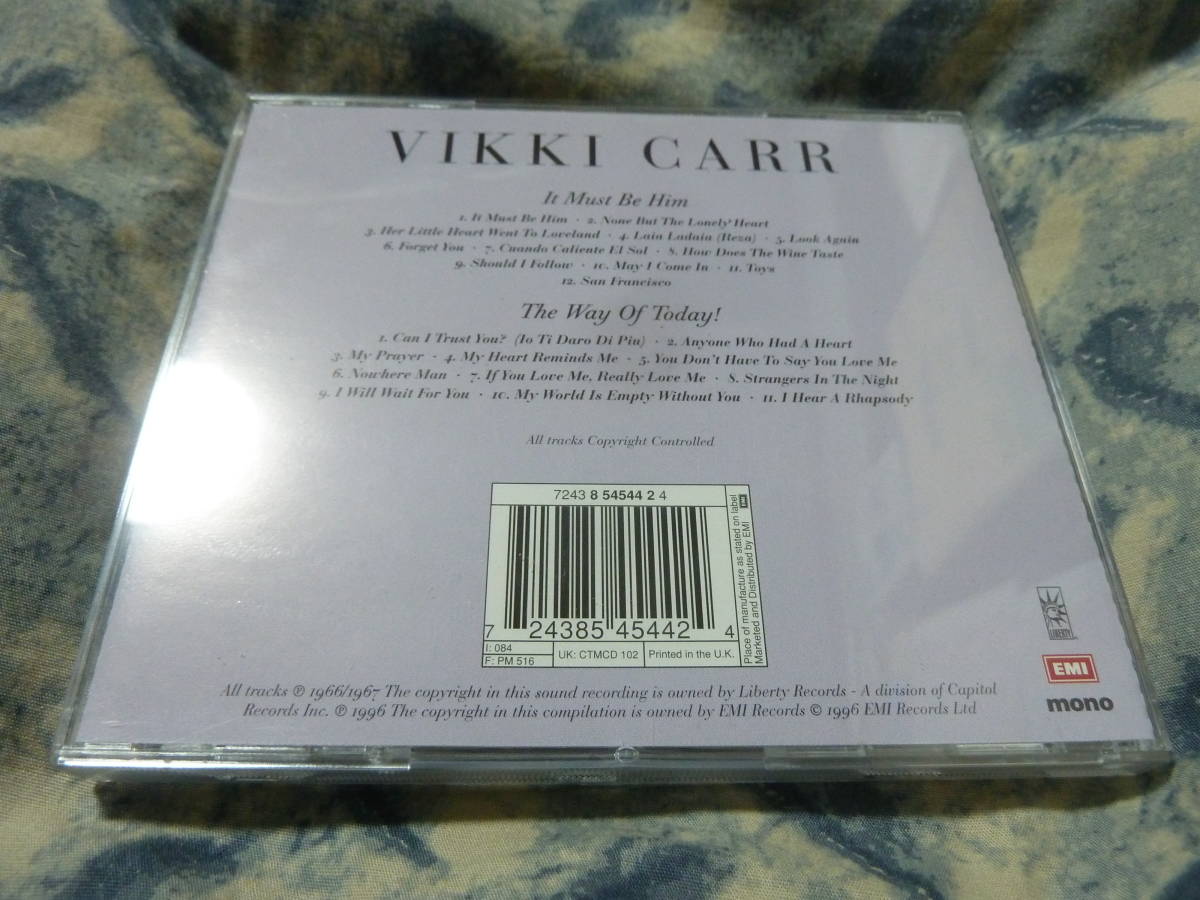 VIKKI CARR
It Must Be Him
1. It Must Be Him · 2. None But The Lonely Heart
3. Her Little Heart Went To Loveland · 4. Laia Ladaia (Reza) · 5. Look Again
6. Forget You · 7. Cuando Caliente El Sol · 8. How Does The Wine Taste
9. Should I Follow · 10. May I Come In · 11. Toys
12. San Francisco
The Way Of Today!
1. Can I Trust You? (Io Ti Daro Di Piu) · 2. Anyone Who Had A Heart
3. My Prayer · 4. My Heart Reminds Me · 5. You Don't Have To Say You Love Me
6. Nowhere Man · 7. If You Love Me, Really Love Me · 8. Strangers In The Night
9. I Will Wait For You · 10. My World Is Empty Without You · 11. I Hear A Rhapsody
All tracks Copyright Controlled
7243 8 54544 2 4
7 24385 45442 4
I: 084
F: PM 516
UK: CTMCD 102
Printed in the U.K.
Place of manufacture as stated on label
Marketed and Distributed by EMI
EMI
LIBERTY
EMI
mono
All tracks ℗ 1966/1967 The copyright in this sound recording is owned by Liberty Records - A division of Capitol
Records Inc. ℗ 1996 The copyright in this compilation is owned by EMI Records © 1996 EMI Records Ltd